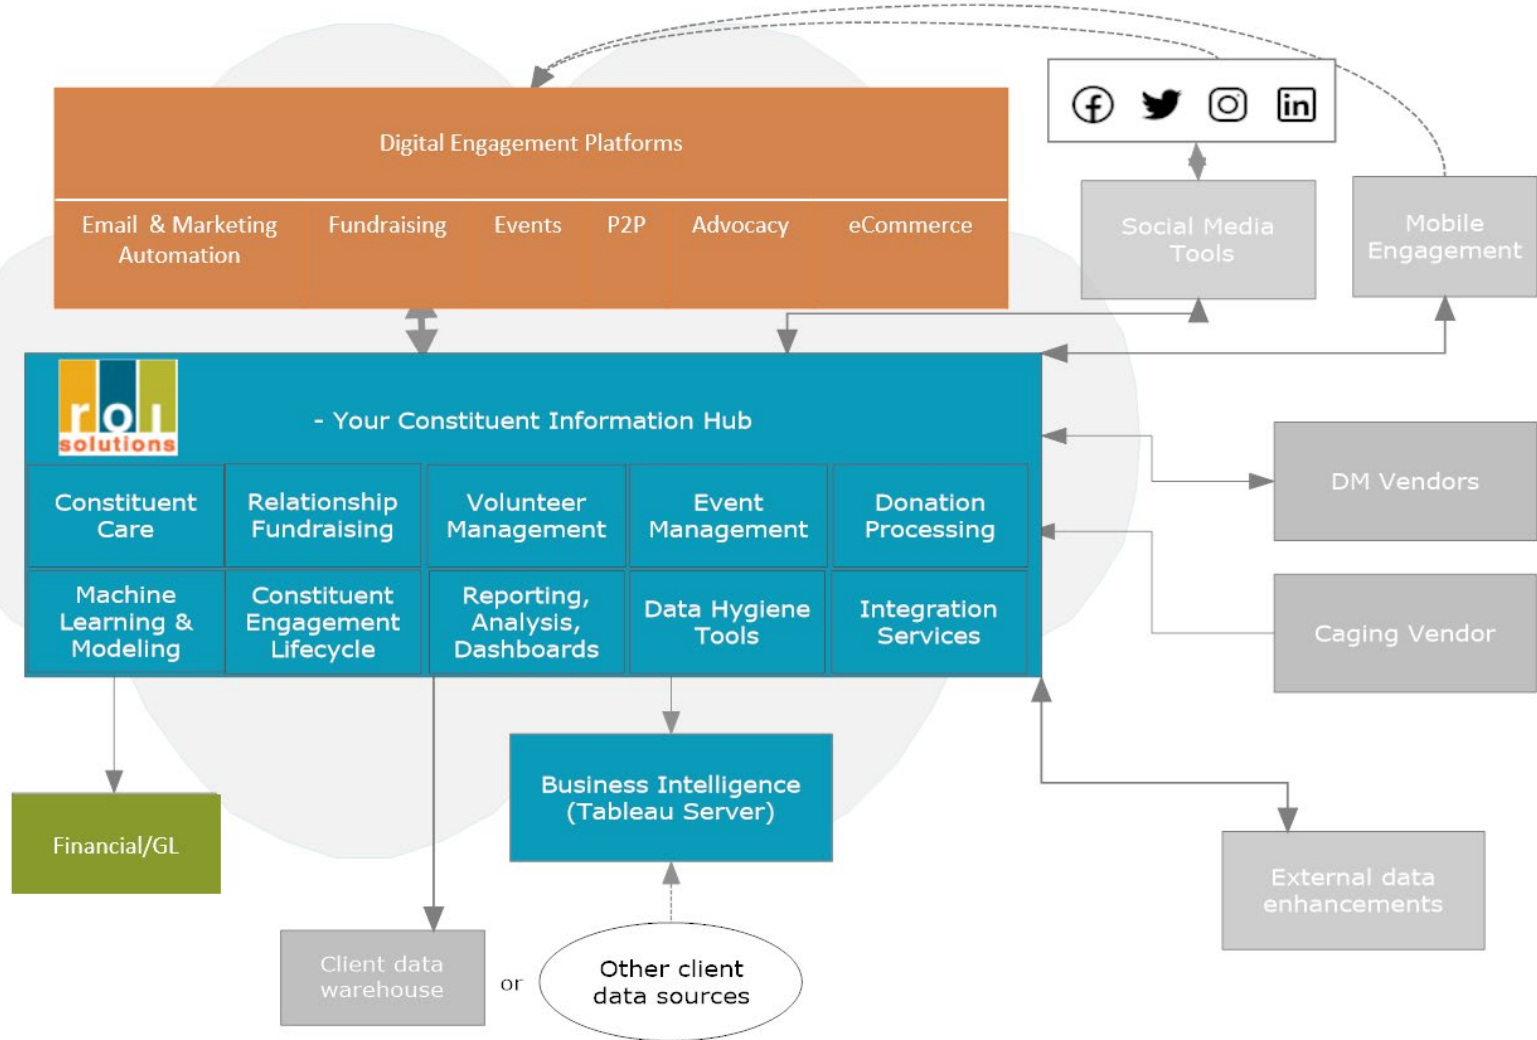 Digital Engagement Platforms
Email & Marketing
Automation
Fundraising
Events
P2P
Advocacy
eCommerce
Social Media
Tools
Mobile
Engagement
roi
solutions
- Your Constituent Information Hub
Constituent
Care
Relationship
Fundraising
Volunteer
Management
Event
Management
Donation
Processing
Machine
Learning &
Modeling
Constituent
Engagement
Lifecycle
Reporting,
Analysis,
Dashboards
Data Hygiene
Tools
Integration
Services
DM Vendors
Caging Vendor
Business Intelligence
(Tableau Server)
Financial/GL
External data
enhancements
Client data
warehouse
or
Other client
data sources